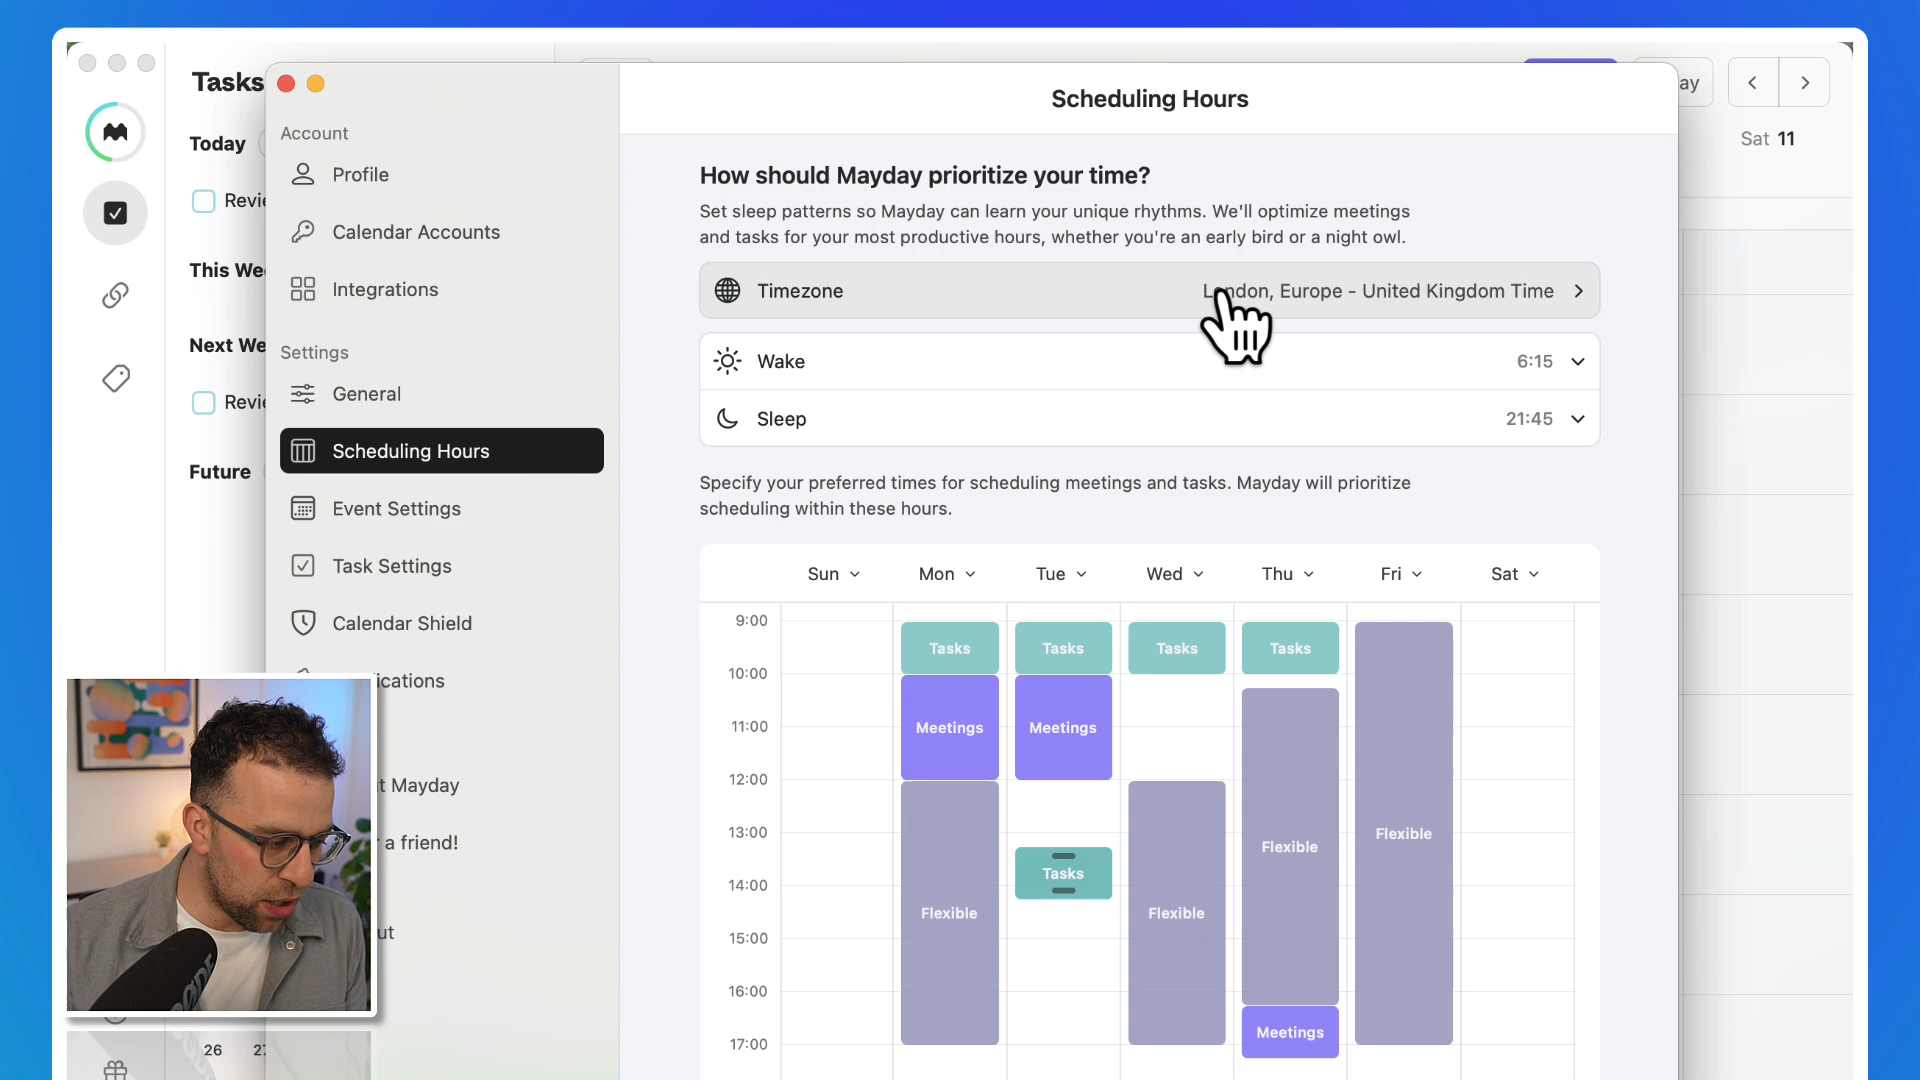 Tasks
Today
Revie
This We
Next We
Revie
Future
26
Account
Profile
Calendar Accounts
Integrations
Settings
General
Scheduling Hours
Event Settings
Task Settings
Calendar Shield
ications
t Mayday
a friend!
ut
Scheduling Hours
ay
Sat 11
How should Mayday prioritize your time?
Set sleep patterns so Mayday can learn your unique rhythms. We'll optimize meetings
and tasks for your most productive hours, whether you're an early bird or a night owl.
Timezone London, Europe - United Kingdom Time
Wake 6:15
Sleep 21:45
Specify your preferred times for scheduling meetings and tasks. Mayday will prioritize
scheduling within these hours.
Sun Mon Tue Wed Thu Fri Sat
9:00
Tasks Tasks Tasks Tasks
10:00
11:00 Meetings Meetings
12:00
13:00 Flexible
Flexible
Tasks
14:00
Flexible Flexible
15:00
16:00
Meetings
17:00